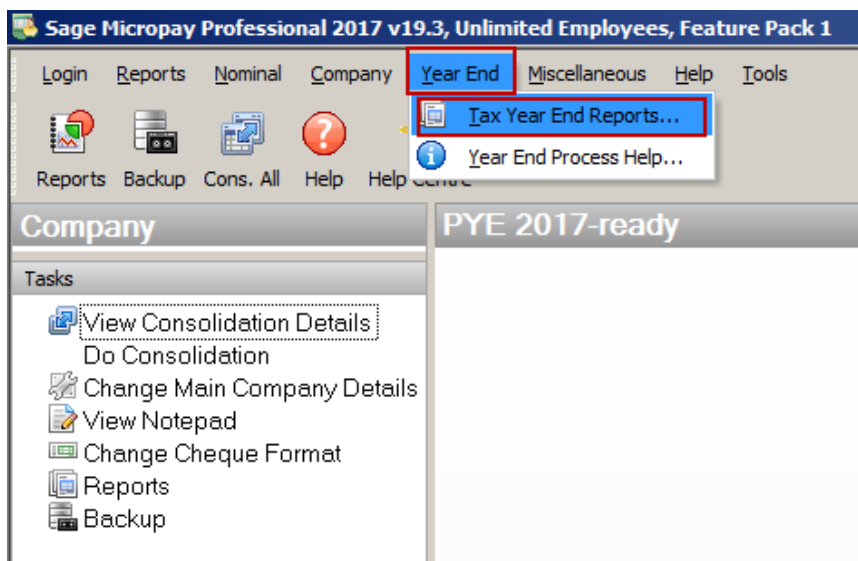 Sage Micropay Professional 2017 v19.3, Unlimited Employees, Feature Pack 1
Login Reports Nominal Company Year End Miscellaneous Help Tools
Tax Year End Reports...
Year End Process Help...
Reports Backup Cons. All Help Help
Company
PYE 2017-ready
Tasks
View Consolidation Details
Do Consolidation
Change Main Company Details
View Notepad
Change Cheque Format
Reports
Backup